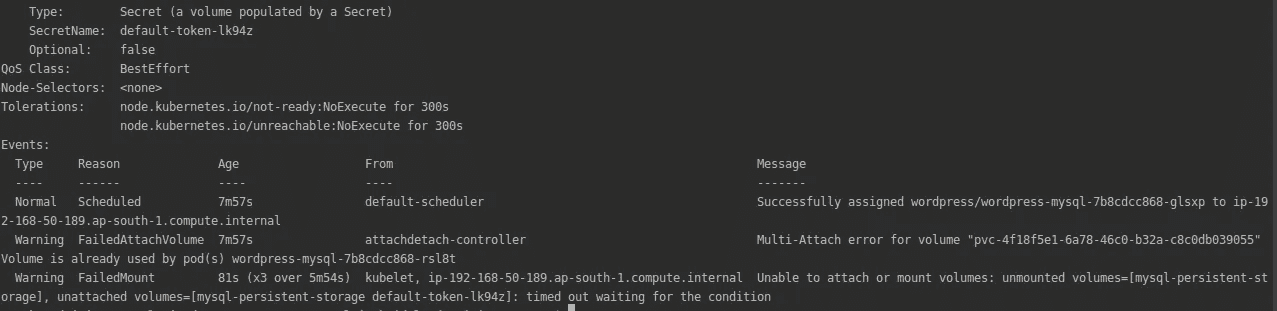 Type: Secret (a volume populated by a Secret)
SecretName: default-token-lk94z
Optional: false
QoS Class: BestEffort
Node-Selectors: <none>
Tolerations: node.kubernetes.io/not-ready:NoExecute for 300s
node.kubernetes.io/unreachable:NoExecute for 300s
Events:
Type Reason Age From Message
---- ------ ---- ---- -------
Normal Scheduled 7m57s default-scheduler Successfully assigned wordpress/wordpress-mysql-7b8cdcc868-glsxp to ip-19
2-168-50-189.ap-south-1.compute.internal
Warning FailedAttachVolume 7m57s attachdetach-controller Multi-Attach error for volume "pvc-4f18f5e1-6a78-46c0-b32a-c8c0db039055"
Volume is already used by pod(s) wordpress-mysql-7b8cdcc868-rsl8t
Warning FailedMount 81s (x3 over 5m54s) kubelet, ip-192-168-50-189.ap-south-1.compute.internal Unable to attach or mount volumes: unmounted volumes=[mysql-persistent-st
orage], unattached volumes=[mysql-persistent-storage default-token-lk94z]: timed out waiting for the condition